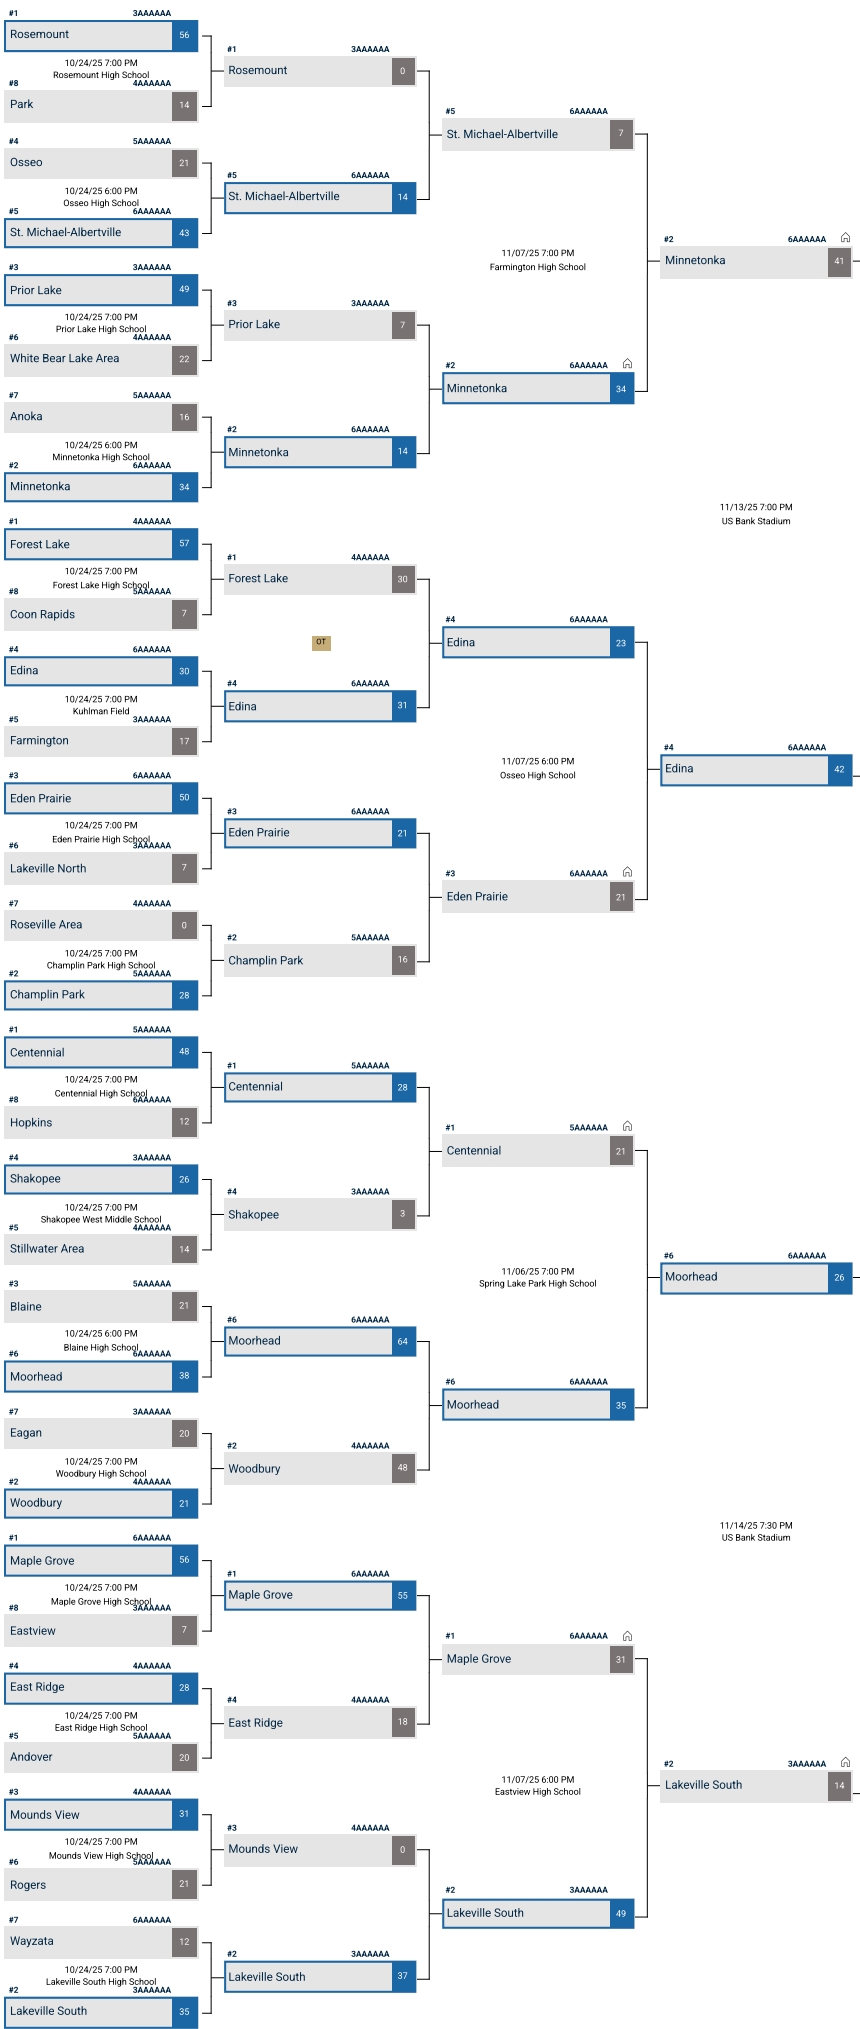 #1 3AAAAAA
Rosemount 56
10/24/25 7:00 PM
Rosemount High School
#8 4AAAAAA
Park 14
#4 5AAAAAA
Osseo 21
10/24/25 6:00 PM
Osseo High School
#5 6AAAAAA
St. Michael-Albertville 43
#3 3AAAAAA
Prior Lake 49
10/24/25 7:00 PM
Prior Lake High School
#6 4AAAAAA
White Bear Lake Area 22
#7 5AAAAAA
Anoka 16
10/24/25 6:00 PM
Minnetonka High School
#2 6AAAAAA
Minnetonka 34
#1 4AAAAAA
Forest Lake 57
10/24/25 7:00 PM
Forest Lake High School
#8 5AAAAAA
Coon Rapids 7
#4 6AAAAAA
Edina 30
10/24/25 7:00 PM
Kuhlman Field
#5 3AAAAAA
Farmington 17
#3 6AAAAAA
Eden Prairie 50
10/24/25 7:00 PM
Eden Prairie High School
#6 3AAAAAA
Lakeville North 7
#7 4AAAAAA
Roseville Area 0
10/24/25 7:00 PM
Champlin Park High School
#2 5AAAAAA
Champlin Park 28
#1 5AAAAAA
Centennial 48
10/24/25 7:00 PM
Centennial High School
#8 6AAAAAA
Hopkins 12
#4 3AAAAAA
Shakopee 26
10/24/25 7:00 PM
Shakopee West Middle School
#5 4AAAAAA
Stillwater Area 14
#3 5AAAAAA
Blaine 21
10/24/25 6:00 PM
Blaine High School
#6 6AAAAAA
Moorhead 38
#7 3AAAAAA
Eagan 20
10/24/25 7:00 PM
Woodbury High School
#2 4AAAAAA
Woodbury 21
#1 6AAAAAA
Maple Grove 56
10/24/25 7:00 PM
Maple Grove High School
#8 3AAAAAA
Eastview 7
#4 4AAAAAA
East Ridge 28
10/24/25 7:00 PM
East Ridge High School
#5 5AAAAAA
Andover 20
#3 4AAAAAA
Mounds View 31
10/24/25 7:00 PM
Mounds View High School
#6 5AAAAAA
Rogers 21
#7 6AAAAAA
Wayzata 12
10/24/25 7:00 PM
Lakeville South High School
#2 3AAAAAA
Lakeville South 35
#1 3AAAAAA
Rosemount 0
#5 6AAAAAA
St. Michael-Albertville 14
#3 3AAAAAA
Prior Lake 7
#2 6AAAAAA
Minnetonka 14
#1 4AAAAAA
Forest Lake 30
OT
#4 6AAAAAA
Edina 31
#3 6AAAAAA
Eden Prairie 21
#2 5AAAAAA
Champlin Park 16
#1 5AAAAAA
Centennial 28
#4 3AAAAAA
Shakopee 3
#6 6AAAAAA
Moorhead 64
#2 4AAAAAA
Woodbury 48
#1 6AAAAAA
Maple Grove 55
#4 4AAAAAA
East Ridge 18
#3 4AAAAAA
Mounds View 0
#2 3AAAAAA
Lakeville South 37
#5 6AAAAAA
St. Michael-Albertville 7
11/07/25 7:00 PM
Farmington High School
#2 6AAAAAA
Minnetonka 34
#4 6AAAAAA
Edina 23
11/07/25 6:00 PM
Osseo High School
#3 6AAAAAA
Eden Prairie 21
#1 5AAAAAA
Centennial 21
11/06/25 7:00 PM
Spring Lake Park High School
#6 6AAAAAA
Moorhead 35
#1 6AAAAAA
Maple Grove 31
11/07/25 6:00 PM
Eastview High School
#2 3AAAAAA
Lakeville South 49
#2 6AAAAAA
Minnetonka 41
11/13/25 7:00 PM
US Bank Stadium
#4 6AAAAAA
Edina 42
#6 6AAAAAA
Moorhead 26
11/14/25 7:30 PM
US Bank Stadium
#2 3AAAAAA
Lakeville South 14